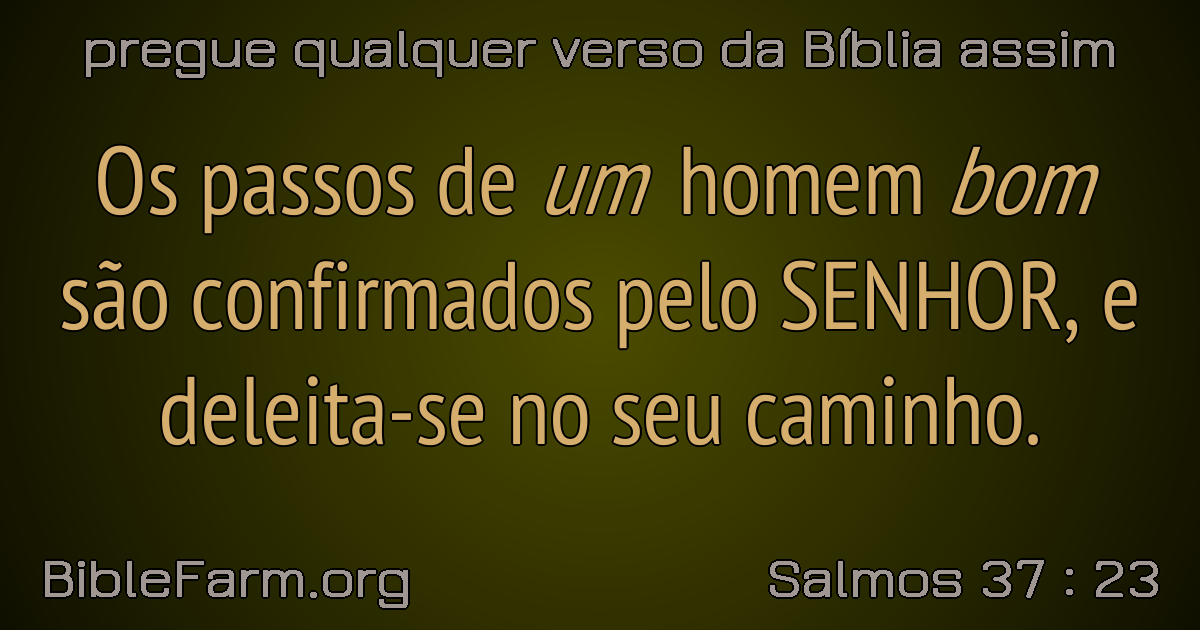 pregue qualquer verso da Bíblia assim
Os passos de um homem bom
são confirmados pelo SENHOR, e
deleita-se no seu caminho.
BibleFarm.org
Salmos 37 : 23